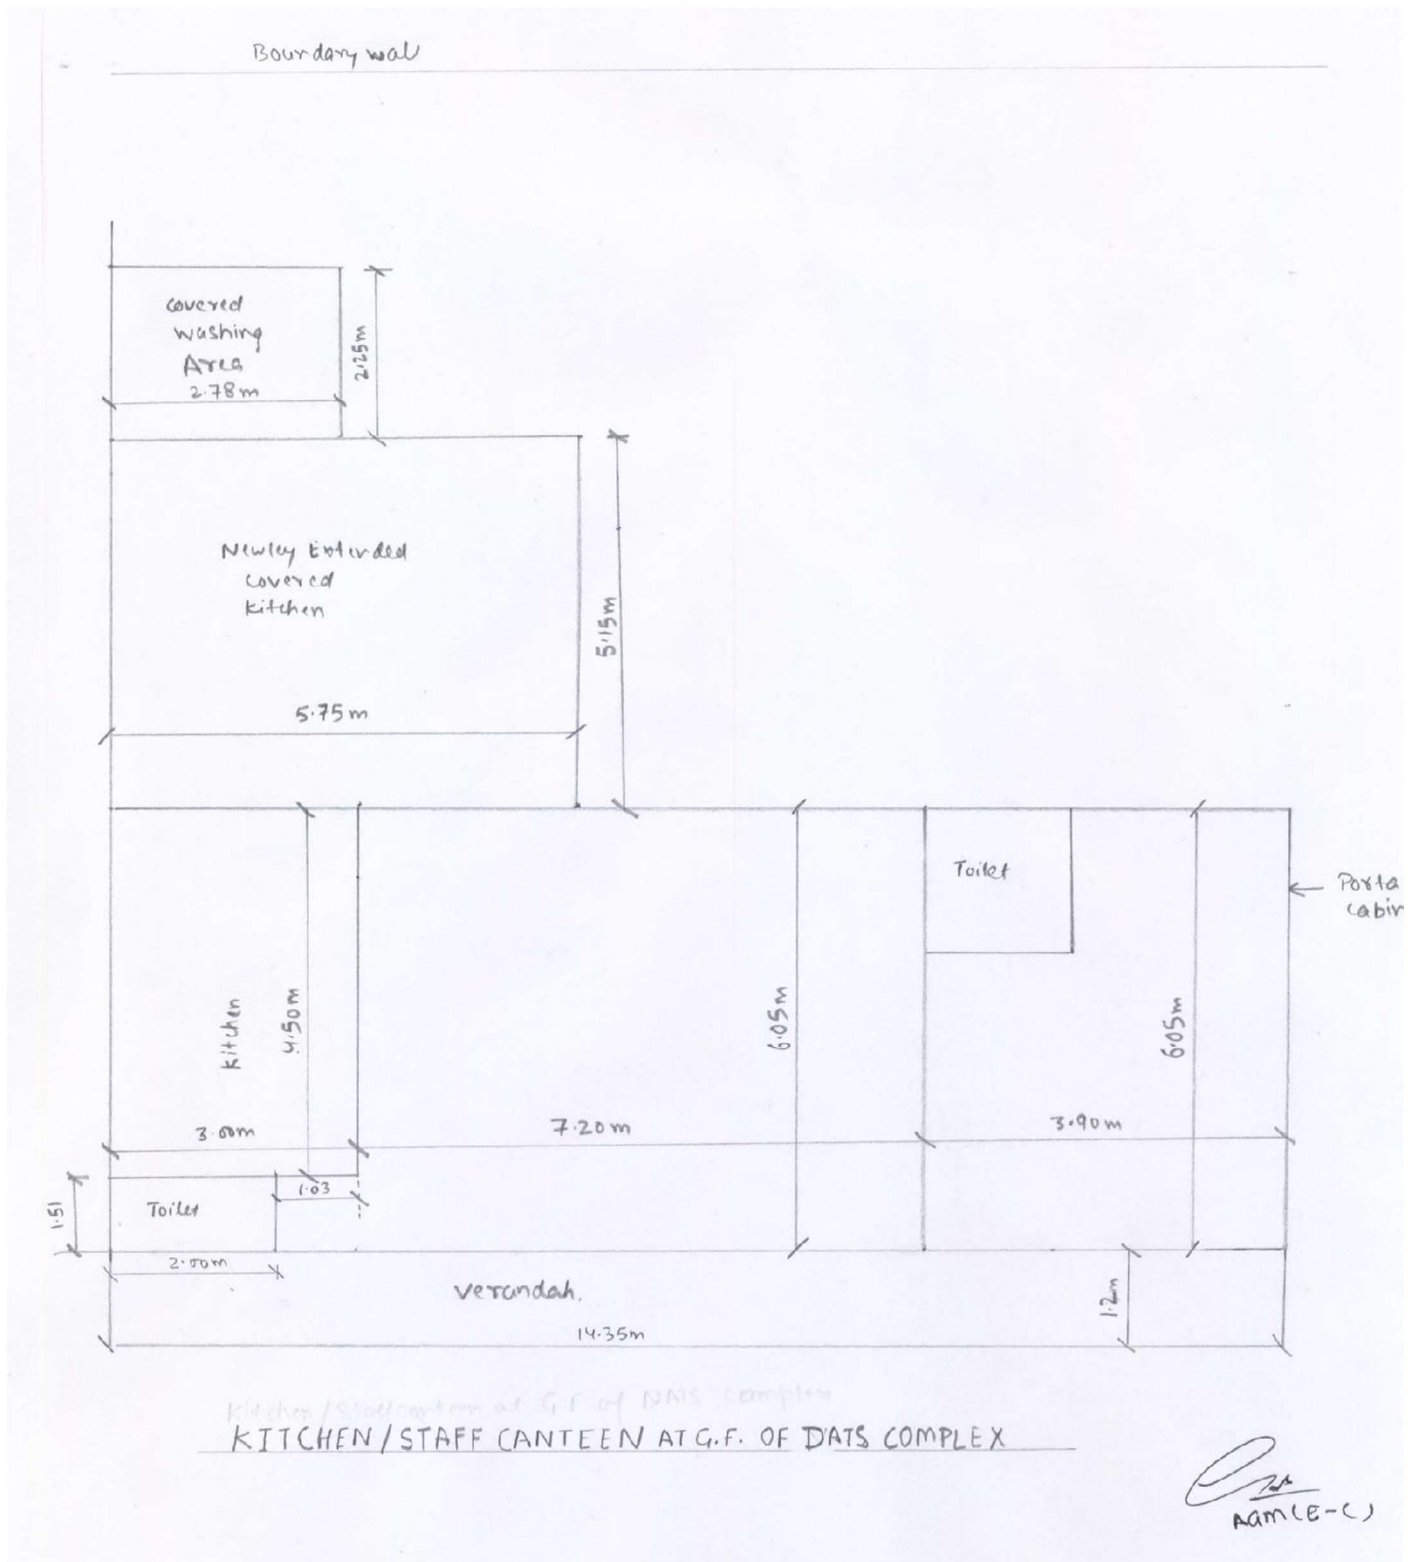 Boundary wall
covered
washing
Area
2.78m
2.25m
Newley Extended
covered
kitchen
5.15m
5.75m
Toilet
Porta
cabin
kitchen
4.50m
6.05m
6.05m
3.00m
7.20m
3.90m
1.51
Toilet
1.03
2.00m
verandah.
1.2m
14.35m
KITCHEN/STAFF CANTEEN AT G.F. OF DATS COMPLEX
AGM(E-C)